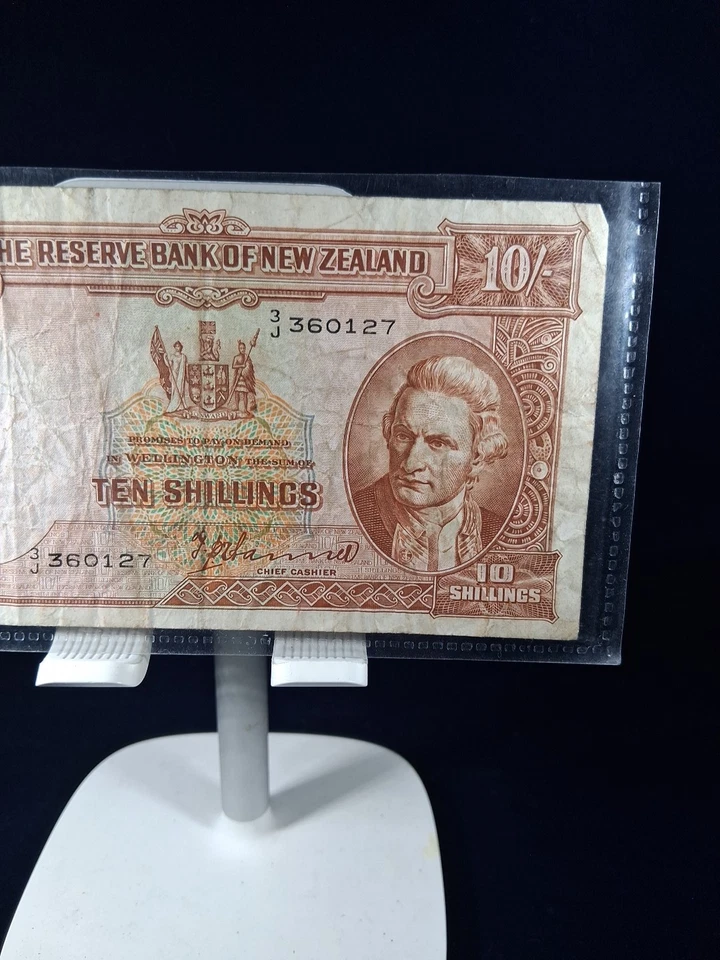 HE RESERVE BANK OF NEW ZEALAND
10/-
3/J 360127
PROMISES TO PAY ON DEMAND
IN WELLINGTON THE SUM OF
TEN SHILLINGS
3/J 360127
CHIEF CASHIER
10
SHILLINGS